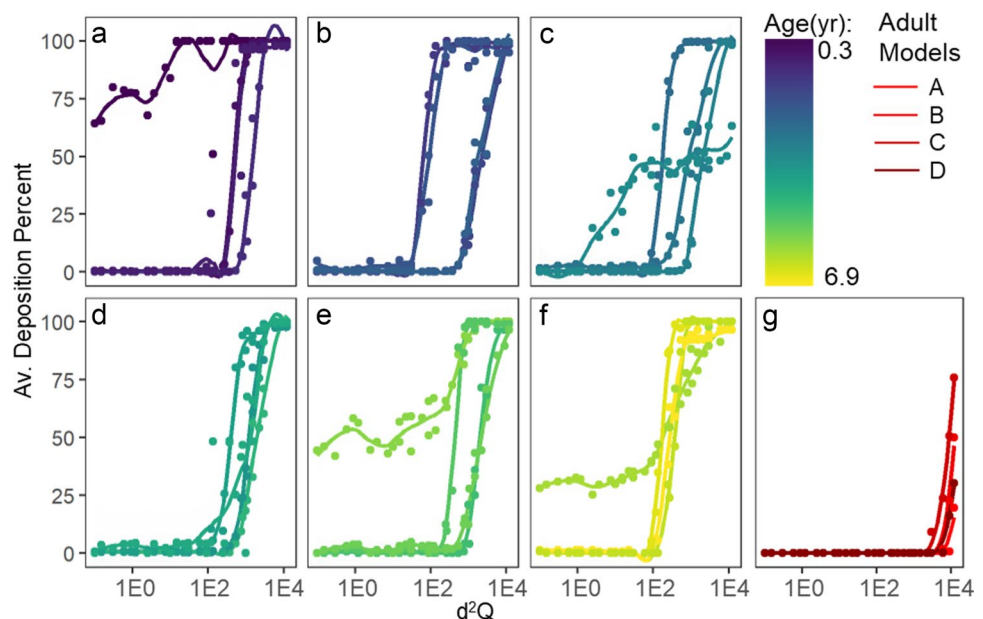 a
b
c
Age(yr):
0.3
6.9
Adult
Models
A
B
C
D
100
75
50
25
0
Av. Deposition Percent
d
e
f
g
100
75
50
25
0
1E0 1E2 1E4
1E0 1E2 1E4
1E0 1E2 1E4
1E0 1E2 1E4
d²Q